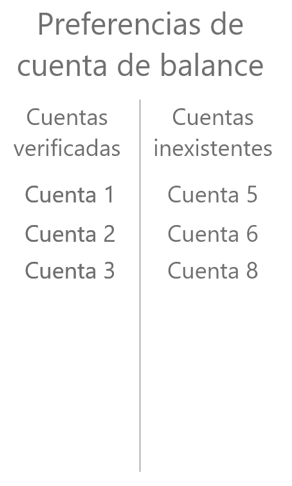 Preferencias de
cuenta de balance
Cuentas
verificadas
Cuentas
inexistentes
Cuenta 1
Cuenta 5
Cuenta 2
Cuenta 6
Cuenta 3
Cuenta 8